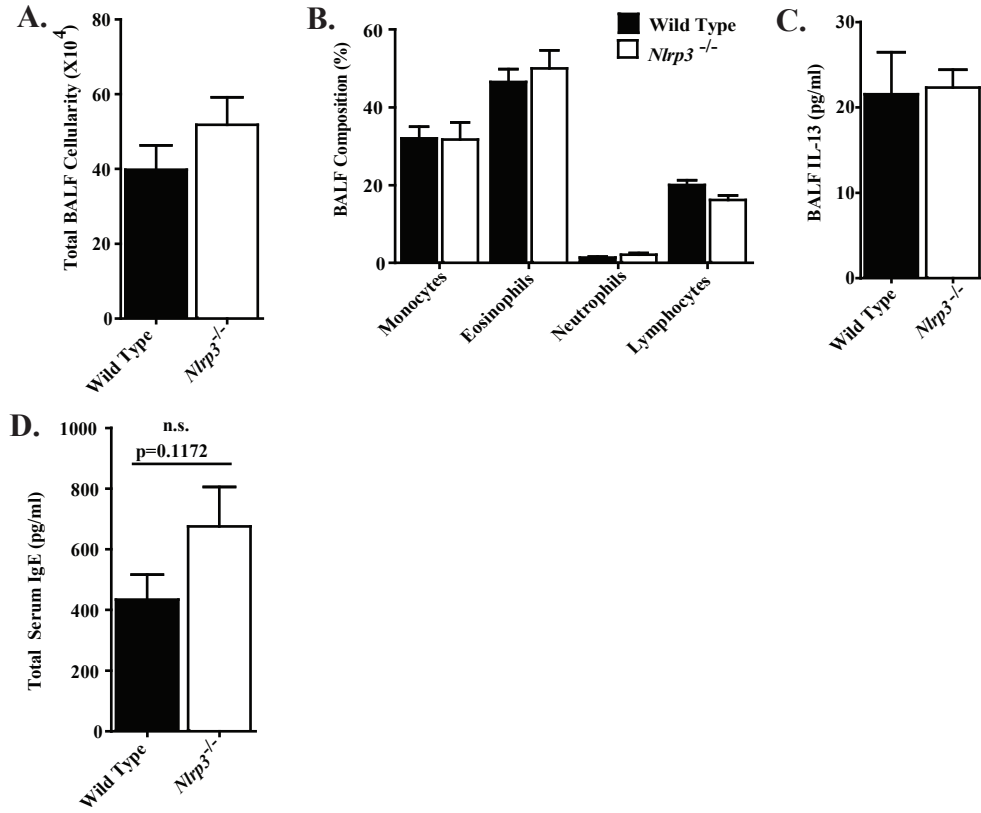 A.
Total BALF Cellularity (X10⁴)
80
60
40
20
0
Wild Type
Nlrp3⁻/⁻
B.
BALF Composition (%)
60
40
20
0
Wild Type
Nlrp3 ⁻/⁻
Monocytes
Eosinophils
Neutrophils
Lymphocytes
C.
BALF IL-13 (pg/ml)
30
20
10
0
Wild Type
Nlrp3⁻/⁻
D.
Total Serum IgE (pg/ml)
1000
800
600
400
200
0
n.s.
p=0.1172
Wild Type
Nlrp3⁻/⁻